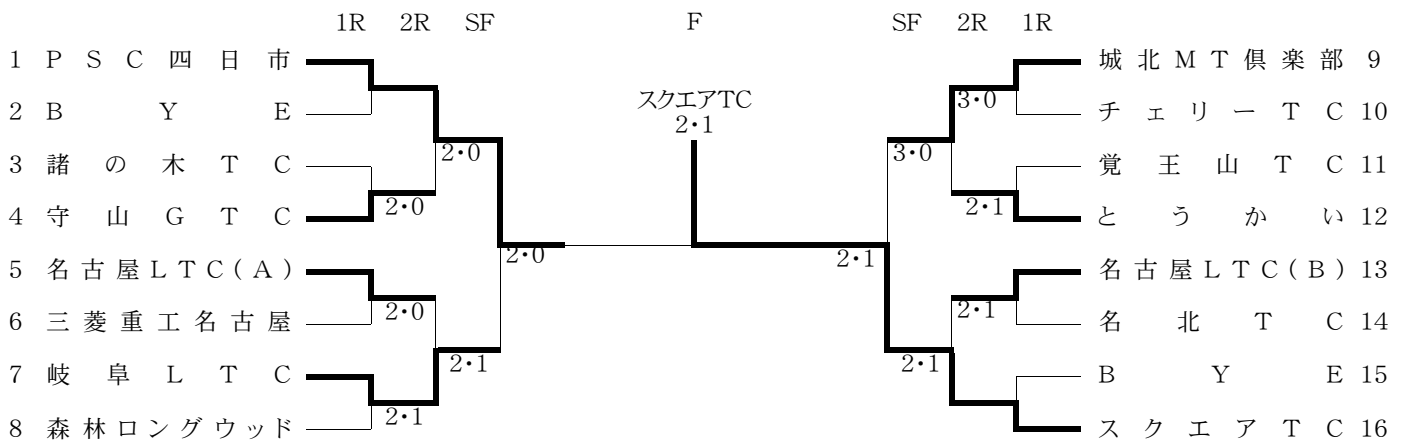 1R 2R SF F SF 2R 1R
1 PSC四日市 城北MT倶楽部 9
3・0
スクエアTC
2 BYE チェリーTC 10
2・1
2・0 3・0
3 諸の木TC 覚王山TC 11
2・0 2・1
4 守山GTC とうかい 12
2・0 2・1
5 名古屋LTC(A) 名古屋LTC(B) 13
2・0 2・1
6 三菱重工名古屋 名北TC 14
2・1 2・1
7 岐阜LTC BYE 15
2・1
8 森林ロングウッド スクエアTC 16